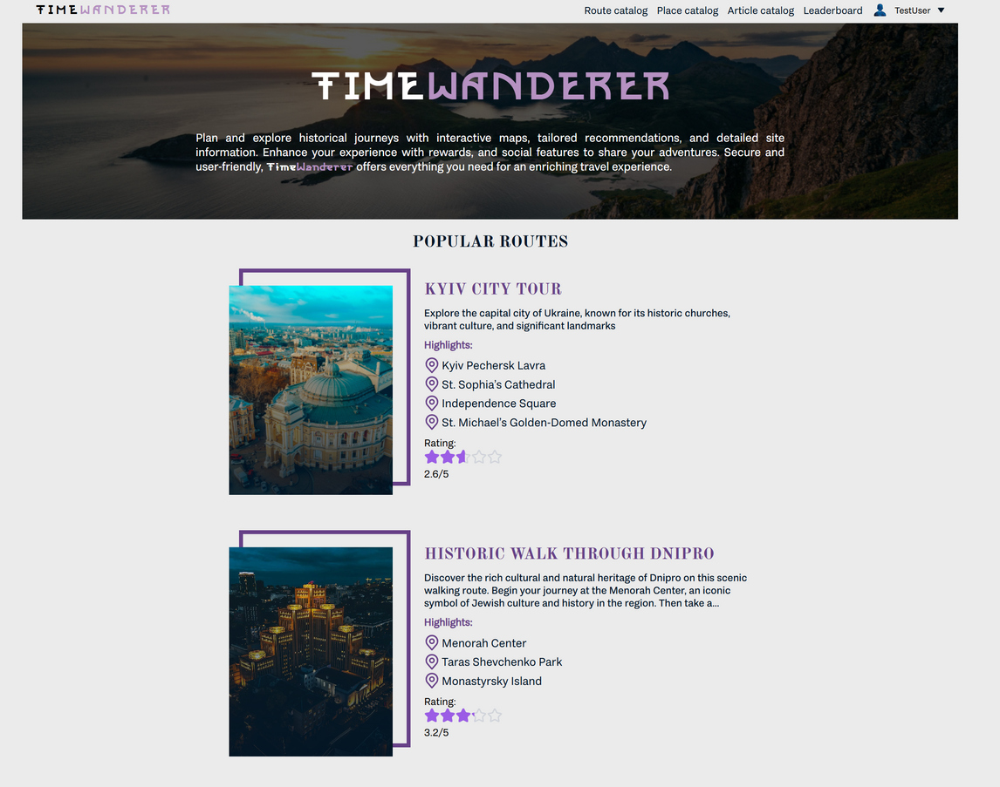 TIMEWANDERER
Route catalog Place catalog Article catalog Leaderboard TestUser
TIMEWANDERER
Plan and explore historical journeys with interactive maps, tailored recommendations, and detailed site
information. Enhance your experience with rewards, and social features to share your adventures. Secure and
user-friendly, TimeWanderer offers everything you need for an enriching travel experience.
POPULAR ROUTES
KYIV CITY TOUR
Explore the capital city of Ukraine, known for its historic churches,
vibrant culture, and significant landmarks
Highlights:
Kyiv Pechersk Lavra
St. Sophia's Cathedral
Independence Square
St. Michael's Golden-Domed Monastery
Rating:
2.6/5
HISTORIC WALK THROUGH DNIPRO
Discover the rich cultural and natural heritage of Dnipro on this scenic
walking route. Begin your journey at the Menorah Center, an iconic
symbol of Jewish culture and history in the region. Then take a...
Highlights:
Menorah Center
Taras Shevchenko Park
Monastyrsky Island
Rating:
3.2/5